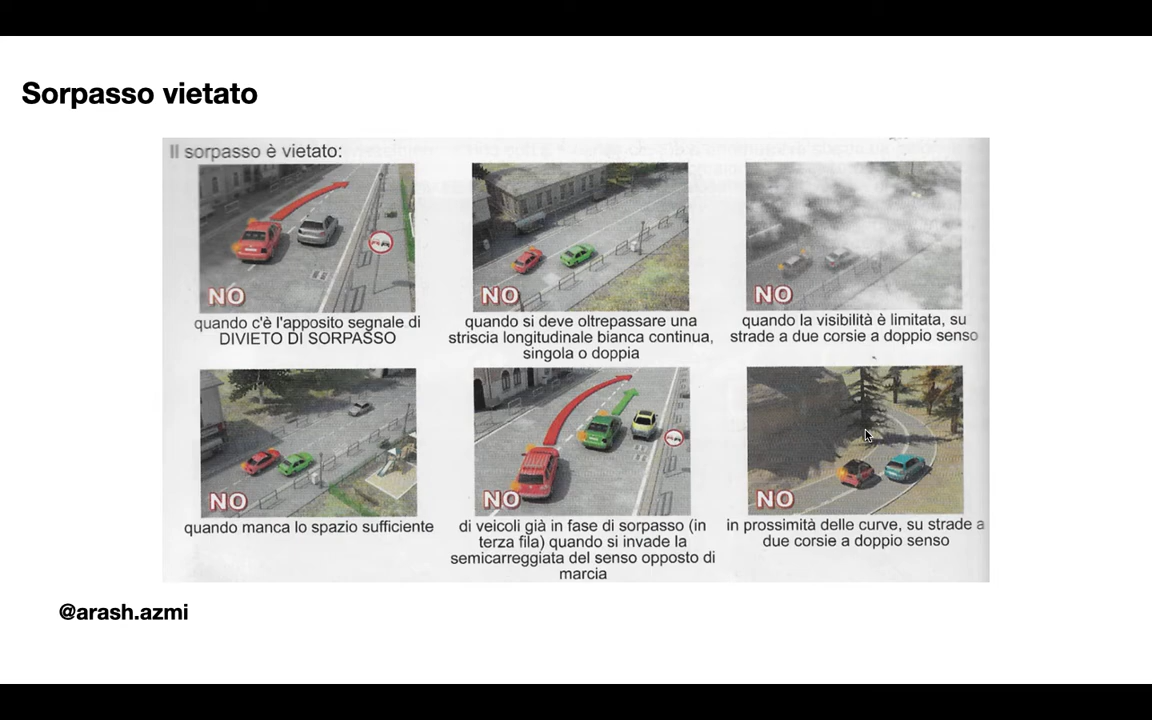 Sorpasso vietato
Il sorpasso è vietato:
NO
quando c'è l'apposito segnale di
DIVIETO DI SORPASSO
NO
quando si deve oltrepassare una
striscia longitudinale bianca continua,
singola o doppia
NO
quando la visibilità è limitata, su
strade a due corsie a doppio senso
NO
quando manca lo spazio sufficiente
NO
di veicoli già in fase di sorpasso (in
terza fila) quando si invade la
semicarreggiata del senso opposto di
marcia
NO
in prossimità delle curve, su strade a
due corsie a doppio senso
@arash.azmi